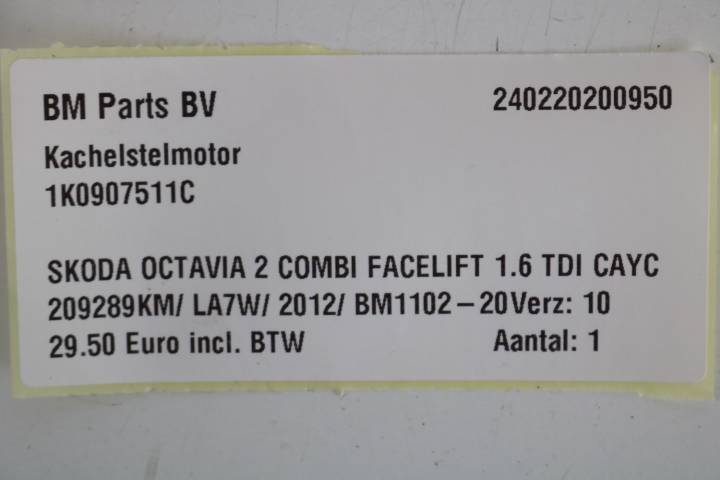 BM Parts BV 240220200950
Kachelstelmotor
1K0907511C
SKODA OCTAVIA 2 COMBI FACELIFT 1.6 TDI CAYC
209289KM/ LA7W/ 2012/ BM1102-20Verz: 10
29.50 Euro incl. BTW Aantal: 1